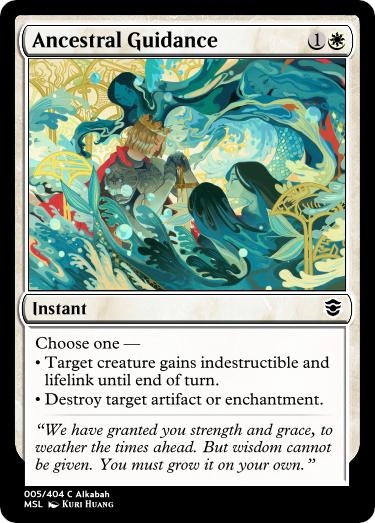 Ancestral Guidance 1
Instant
Choose one —
• Target creature gains indestructible and
lifelink until end of turn.
• Destroy target artifact or enchantment.
“We have granted you strength and grace, to
weather the times ahead. But wisdom cannot
be given. You must grow it on your own.”
005/404 C Alkabah
MSL Kuri Huang